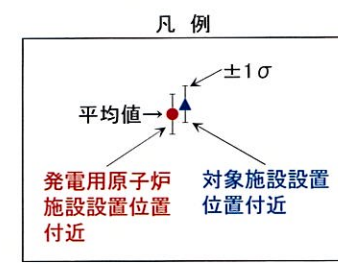 凡 例
±1σ
平均値→
発電用原子炉
施設設置位置
付近
対象施設設置
位置付近